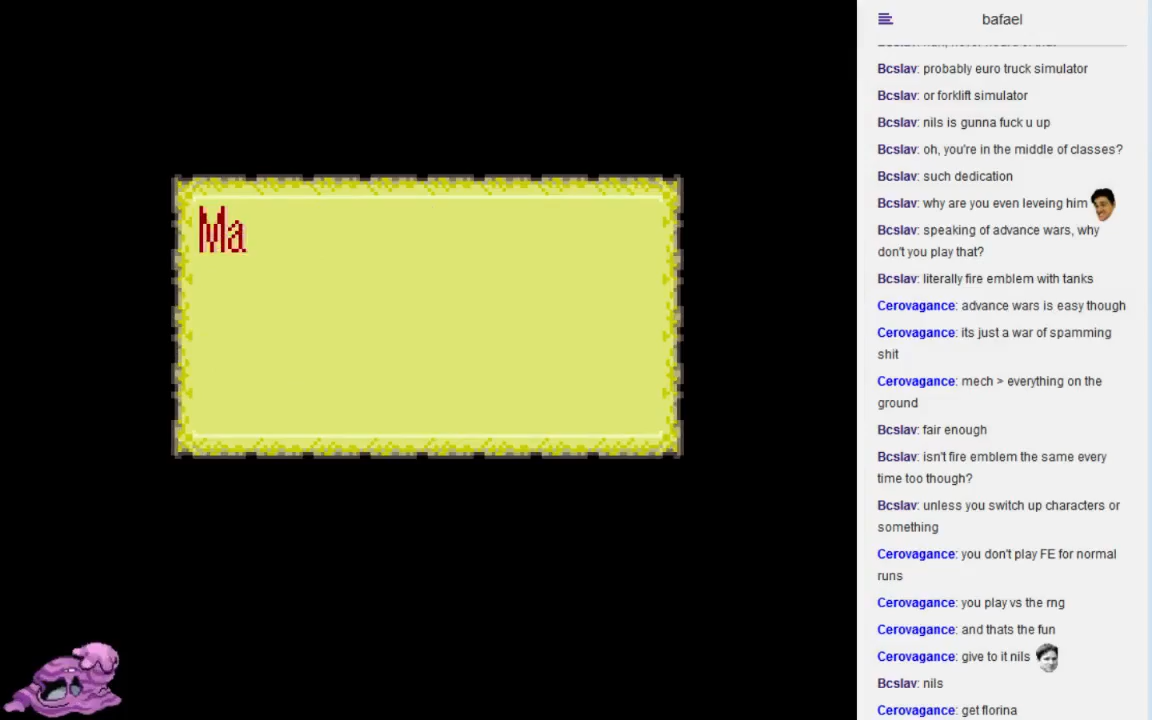 bafael
Bcslav: probably euro truck simulator
Bcslav: or forklift simulator
Bcslav: nils is gunna fuck u up
Bcslav: oh, you're in the middle of classes?
Bcslav: such dedication
Bcslav: why are you even leveing him
Bcslav: speaking of advance wars, why
don't you play that?
Bcslav: literally fire emblem with tanks
Cerovagance: advance wars is easy though
Cerovagance: its just a war of spamming
shit
Cerovagance: mech > everything on the
ground
Bcslav: fair enough
Bcslav: isn't fire emblem the same every
time too though?
Bcslav: unless you switch up characters or
something
Cerovagance: you don't play FE for normal
runs
Cerovagance: you play vs the rng
Cerovagance: and thats the fun
Cerovagance: give to it nils
Bcslav: nils
Cerovagance: get florina
Ma